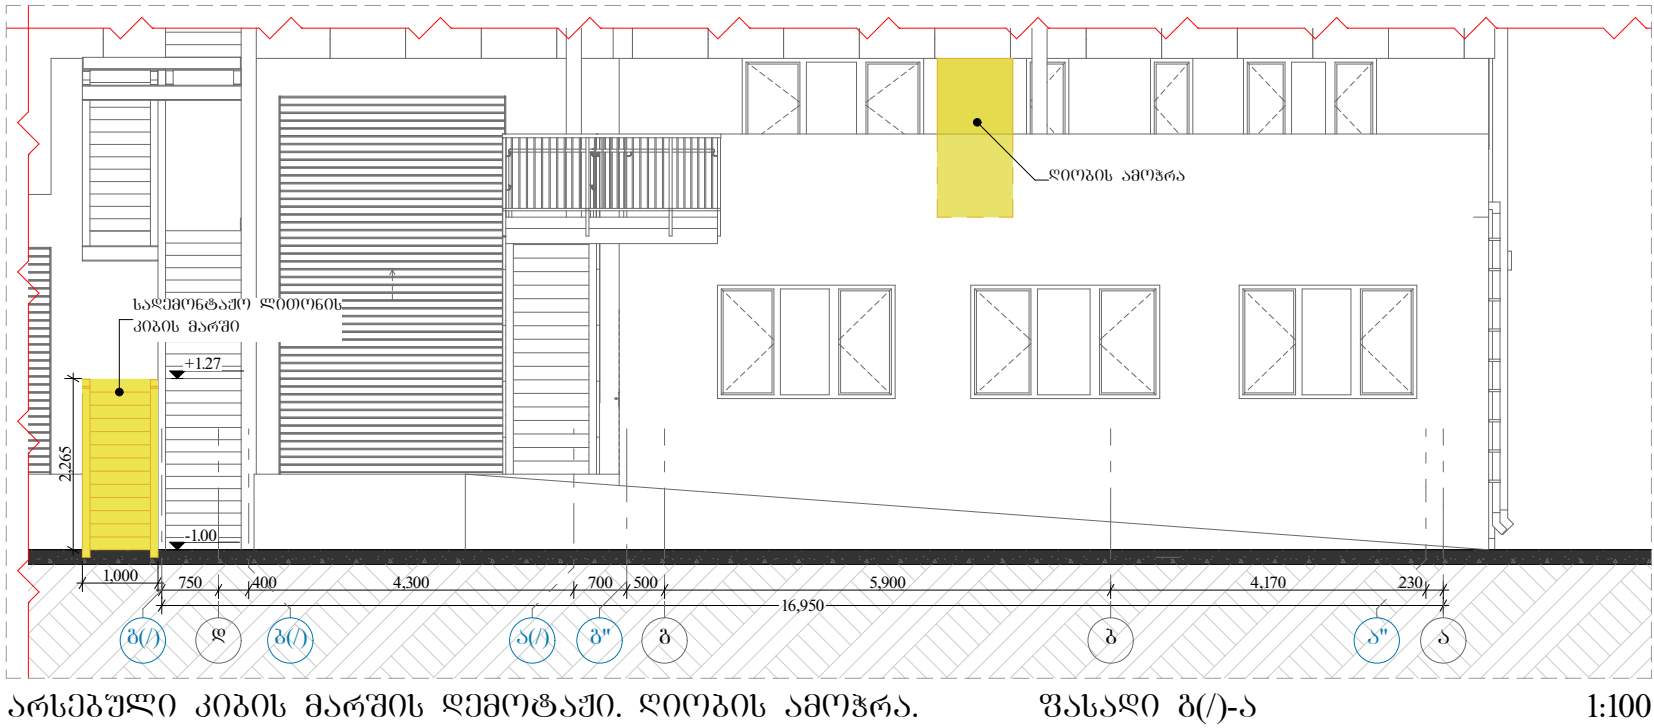 ღიობის ამოჭრა
სადემონტაჟო ლითონის
კიბის მარში
+1.27
2,265
-1.00
1,000 750 400 4,300 700 500 5,900 4,170 230
16,950
გ(/) დ ბ(/) ა(/) გ" გ ბ ა" ა
არსებული კიბის მარშის დემოტაჟი. ღიობის ამოჭრა. ფასადი გ(/)-ა 1:100